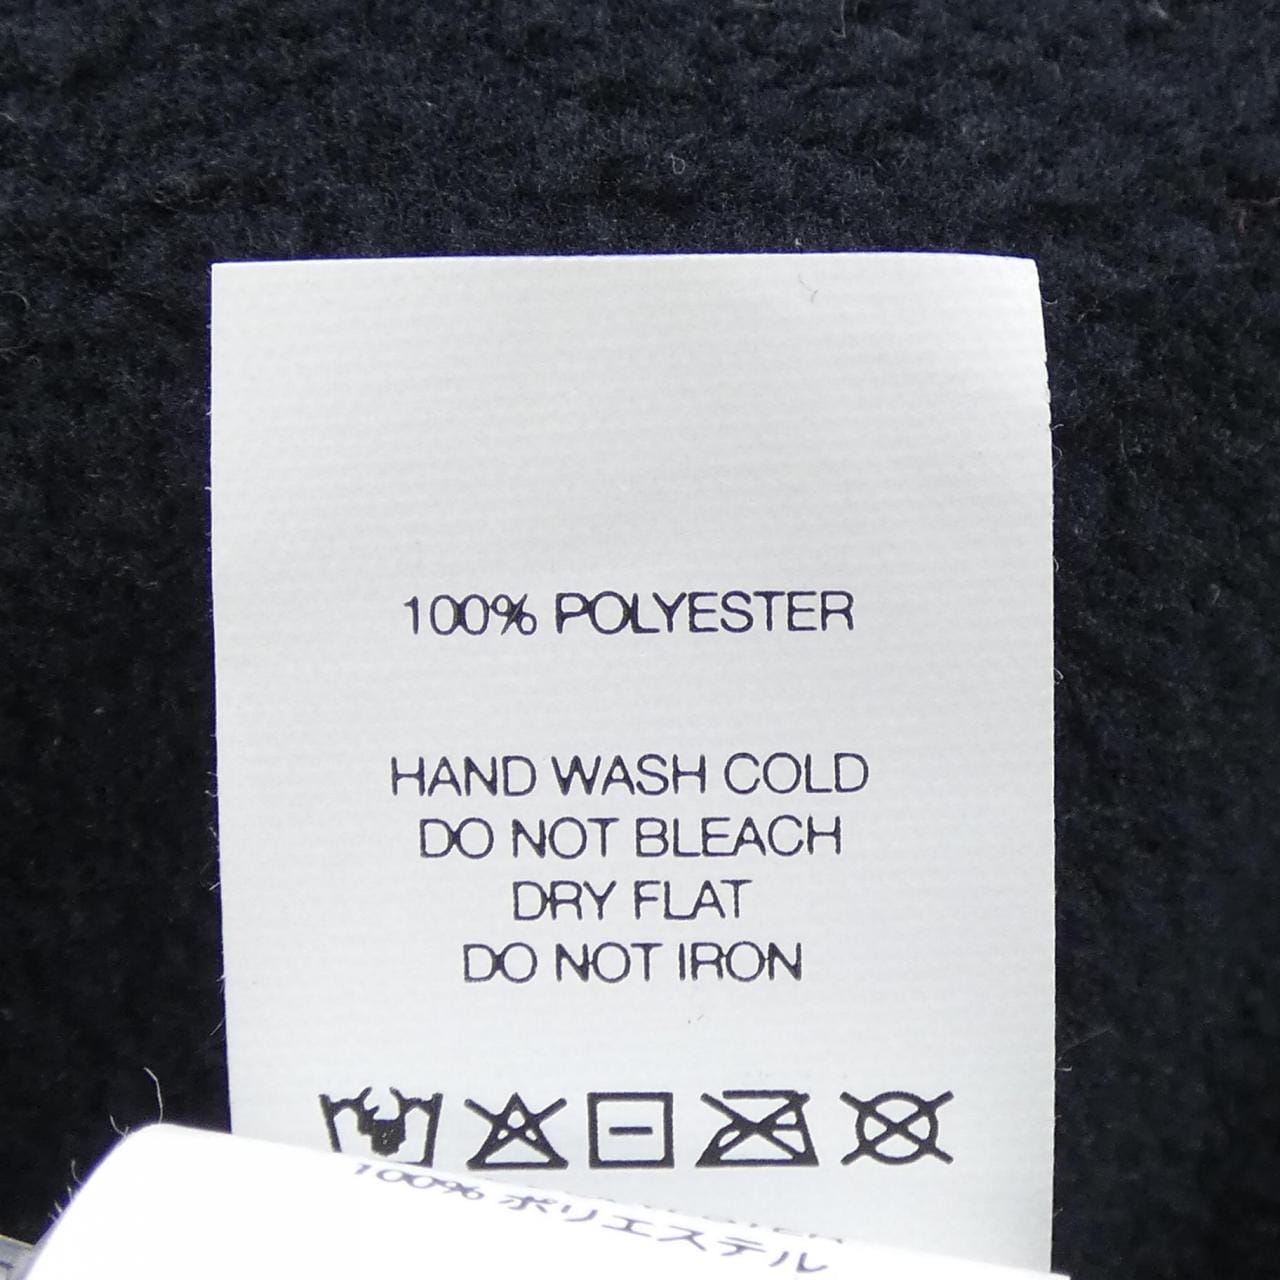 100% POLYESTER
HAND WASH COLD
DO NOT BLEACH
DRY FLAT
DO NOT IRON
100% ポリエステル